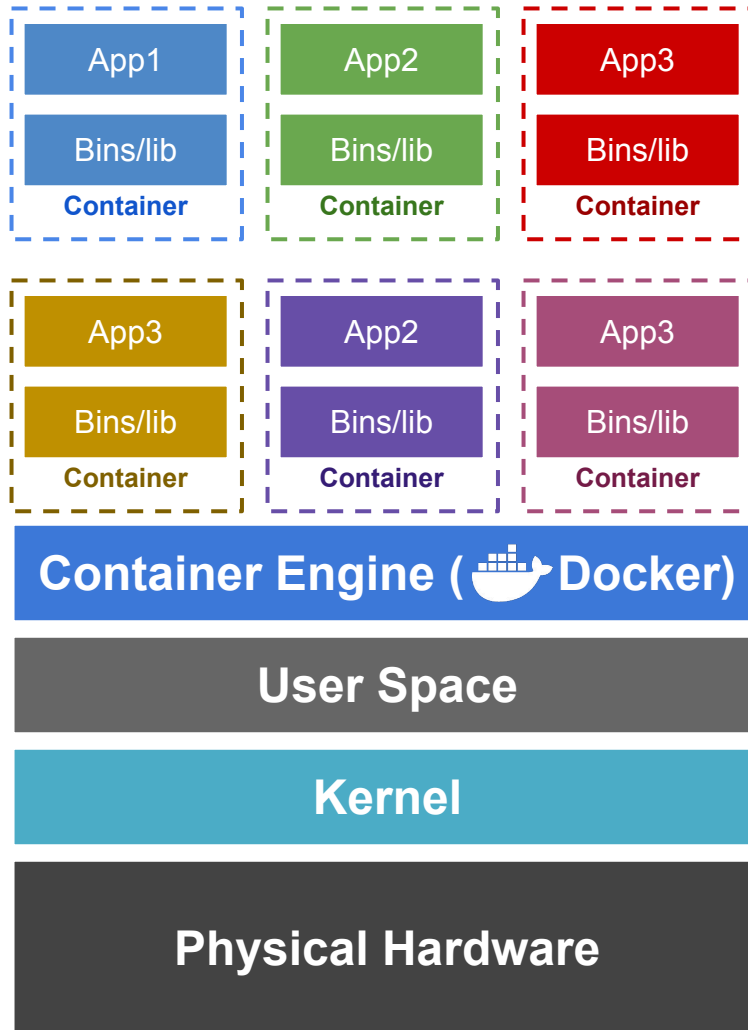 App1
App2
App3
Bins/lib
Bins/lib
Bins/lib
Container
Container
Container
App3
App2
App3
Bins/lib
Bins/lib
Bins/lib
Container
Container
Container
Container Engine ( Docker)
User Space
Kernel
Physical Hardware